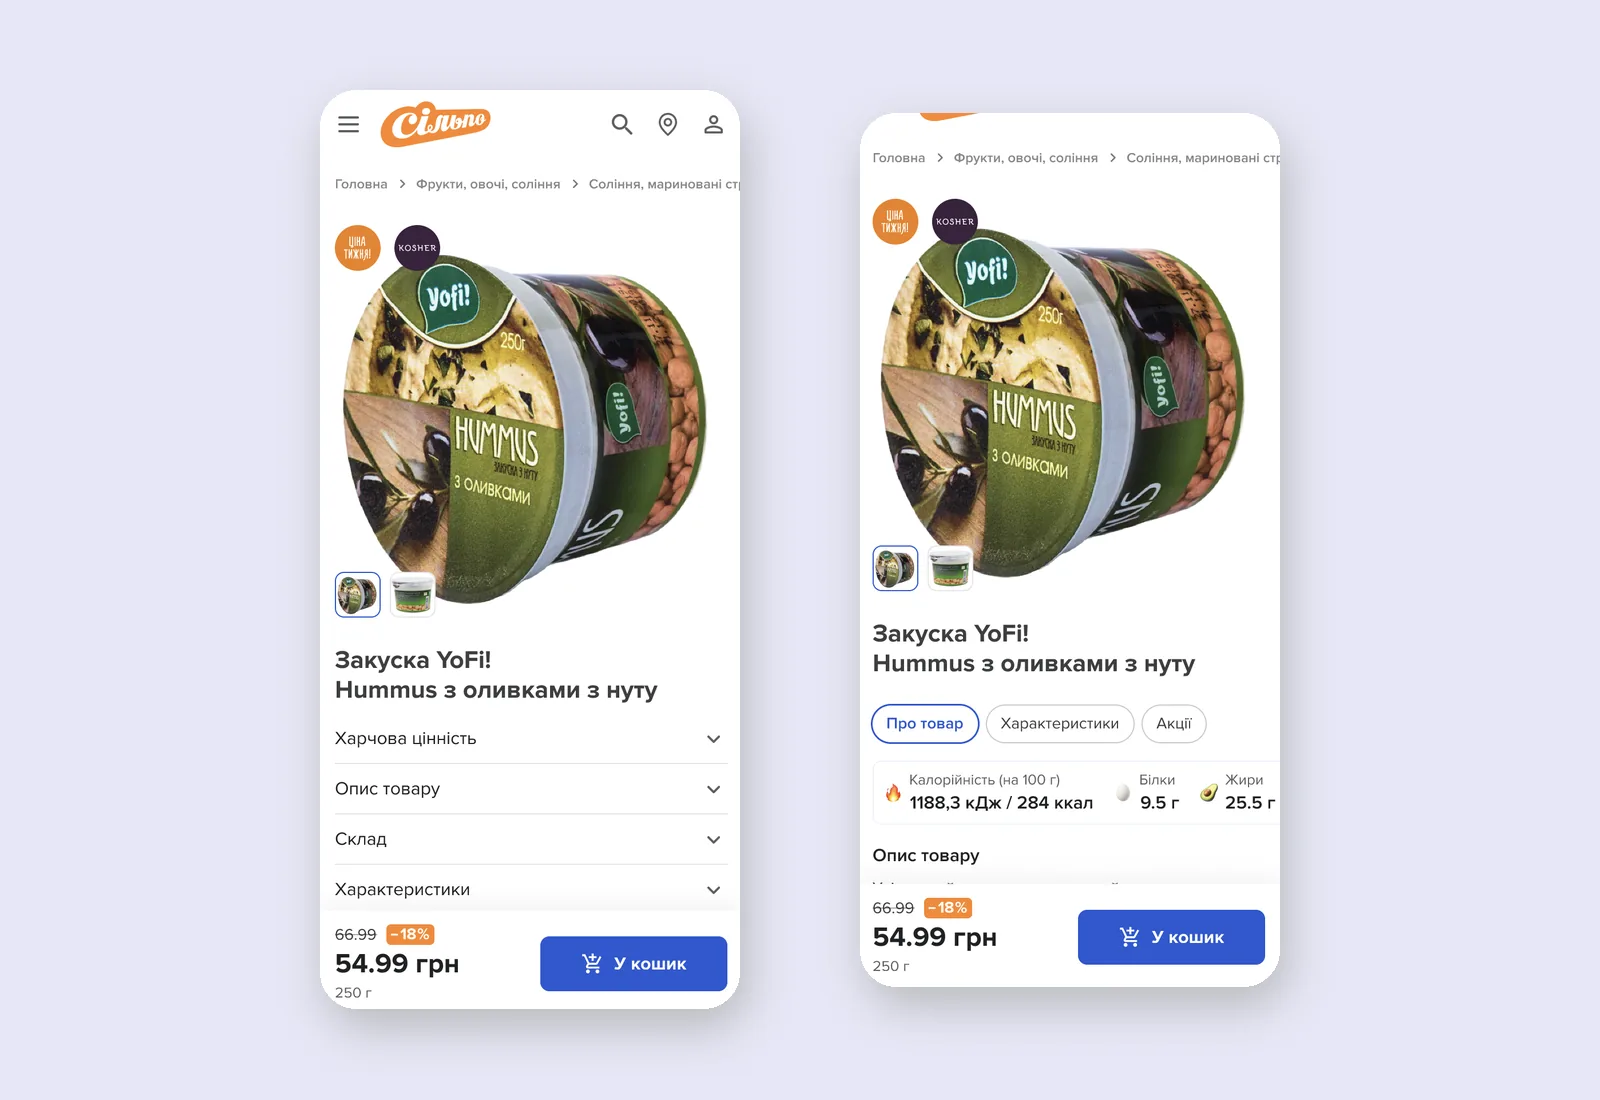 Сільпо
Головна > Фрукти, овочі, соління > Соління, мариновані стр
ЦІНА
ТИЖНЯ!
KOSHER
yofi!
250г
yofi!
HUMMUS
ЗАКУСКА З НУТУ
З ОЛИВКАМИ
Закуска YoFi!
Hummus з оливками з нуту
Харчова цінність
Опис товару
Склад
Характеристики
66.99 −18%
54.99 грн
У кошик
250 г
Головна > Фрукти, овочі, соління > Соління, мариновані стр
ЦІНА
ТИЖНЯ!
KOSHER
yofi!
250г
yofi!
HUMMUS
ЗАКУСКА З НУТУ
З ОЛИВКАМИ
Закуска YoFi!
Hummus з оливками з нуту
Про товар Характеристики Акції
Калорійність (на 100 г) Білки Жири
1188,3 кДж / 284 ккал 9.5 г 25.5 г
Опис товару
66.99 −18%
54.99 грн
У кошик
250 г